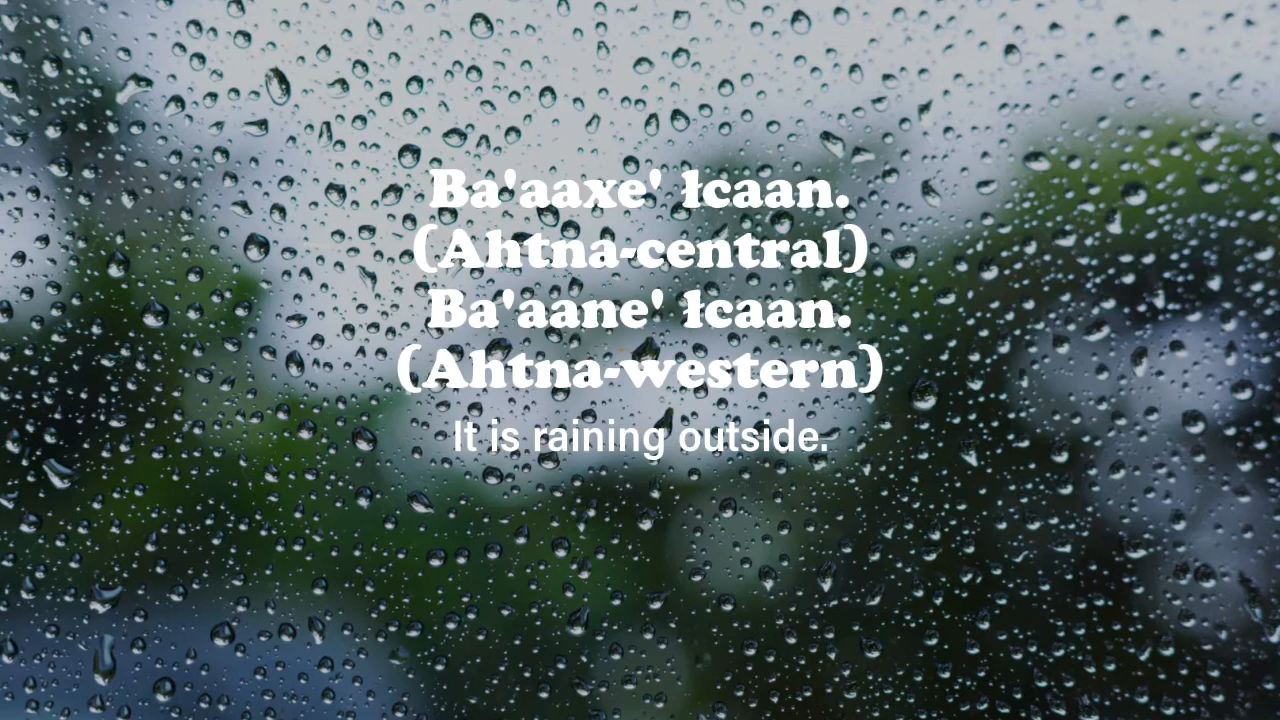 Ba'aaxe' łcaan.
(Ahtna-central)
Ba'aane' łcaan.
(Ahtna-western)
It is raining outside.